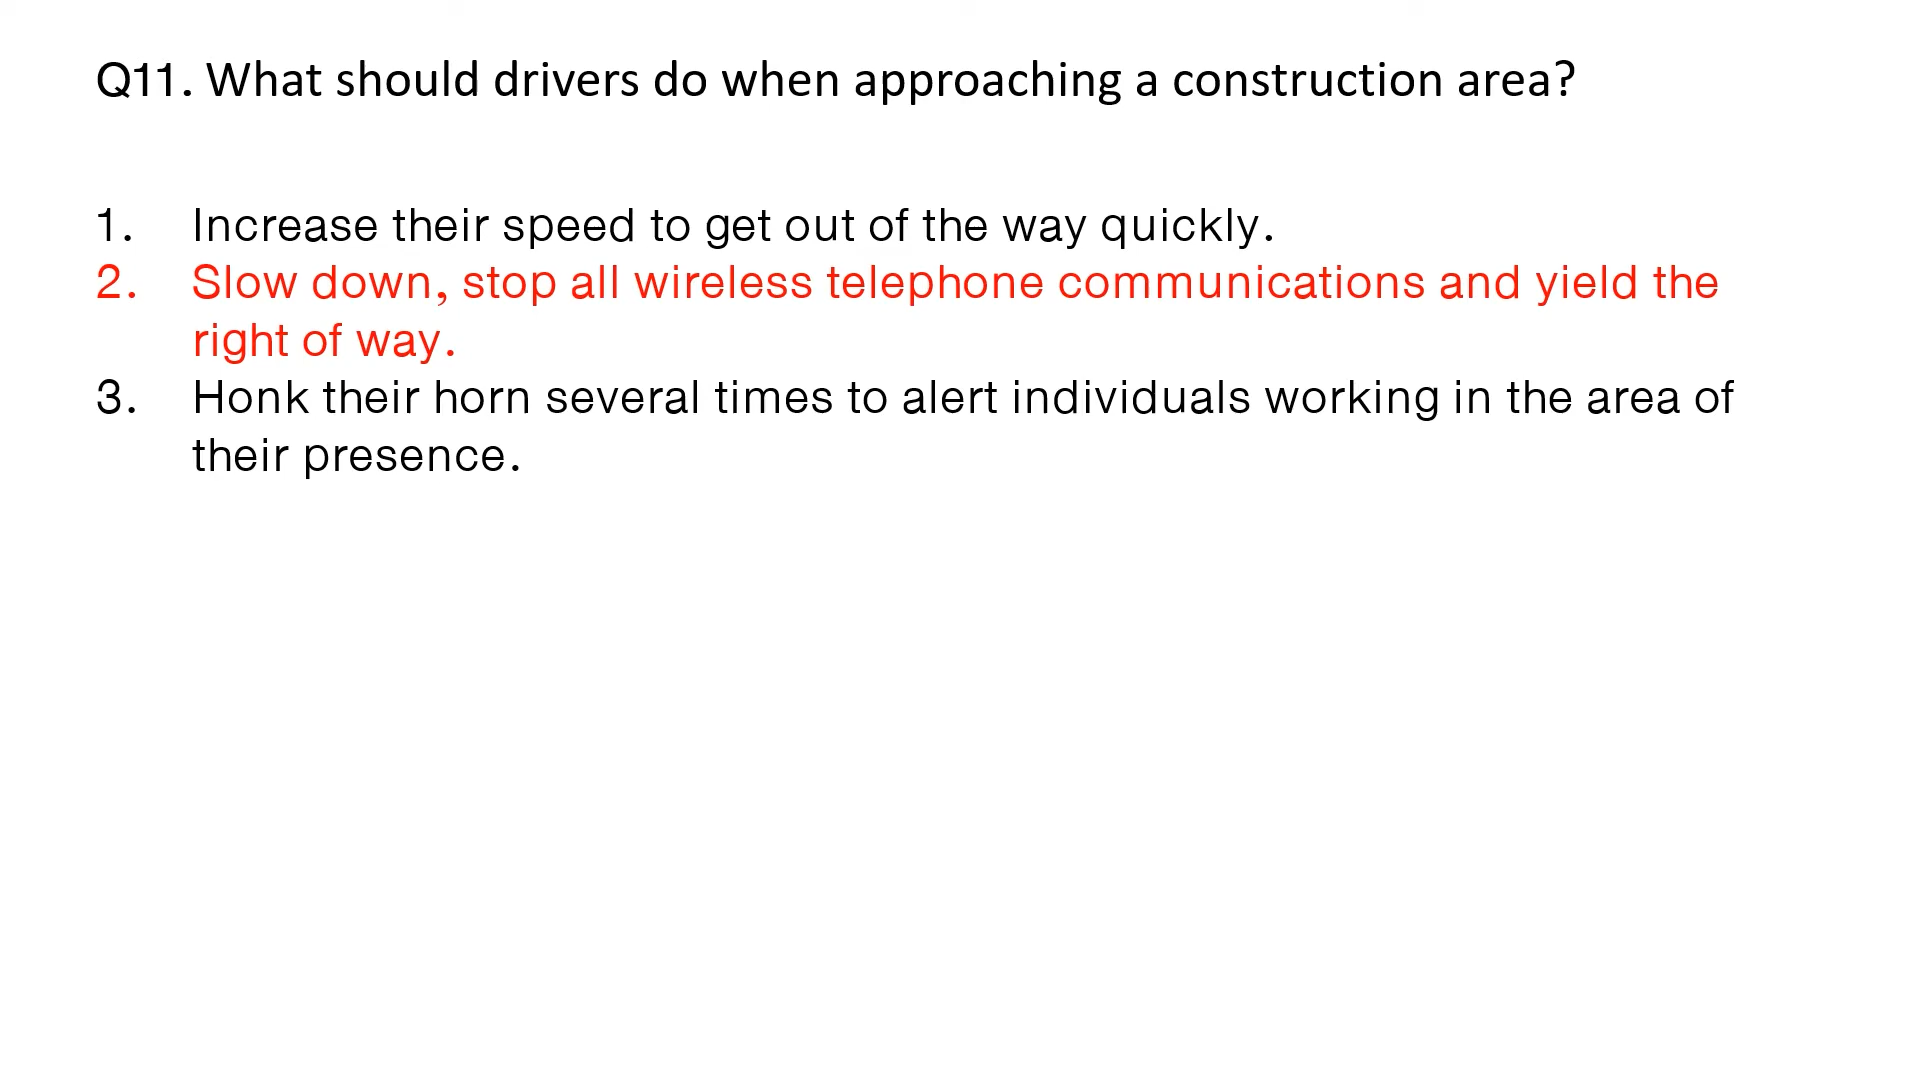 Q11. What should drivers do when approaching a construction area?
1. Increase their speed to get out of the way quickly.
2. Slow down, stop all wireless telephone communications and yield the
right of way.
3. Honk their horn several times to alert individuals working in the area of
their presence.